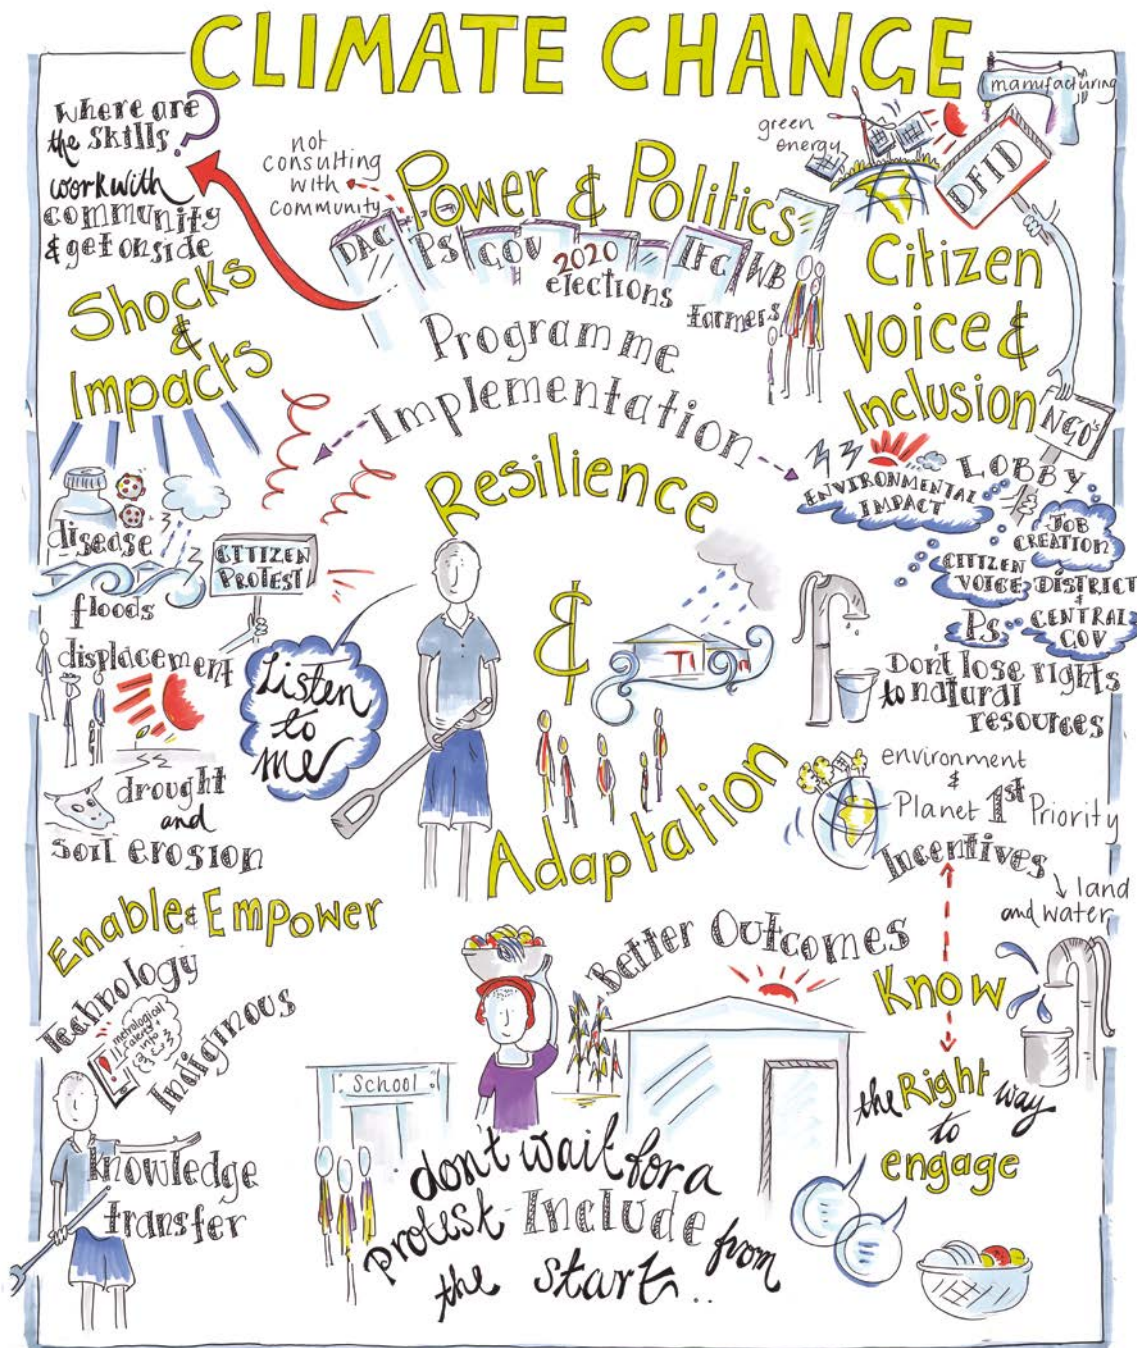 CLIMATE CHANGE
where are
the skills?
work with
community
& get onside
not
consulting
with
community
Power & Politics
DAC
PS
GOV
2020
elections
IFC
WB
farmers
green
energy
manufacturing
DFID
Citizen
Voice &
Inclusion
NGO's
Shocks
&
Impacts
Programme
Implementation
Resilience
&
Adaptation
disease
floods
displacement
drought
and
soil erosion
CITIZEN
PROTEST
Listen
to
me
ENVIRONMENTAL
IMPACT
LOBBY
JOB
CREATION
CITIZEN
VOICE
DISTRICT
&
CENTRAL
GOV
PS
Don't lose rights
to natural
resources
environment
&
Planet 1st Priority
Incentives
land
and water
Know
the Right way
to
engage
Enable & Empower
Technology
metrological
alerts +
info
Indiginous
knowledge
transfer
Better Outcomes
School
don't wait for a
protest - Include from
the start..